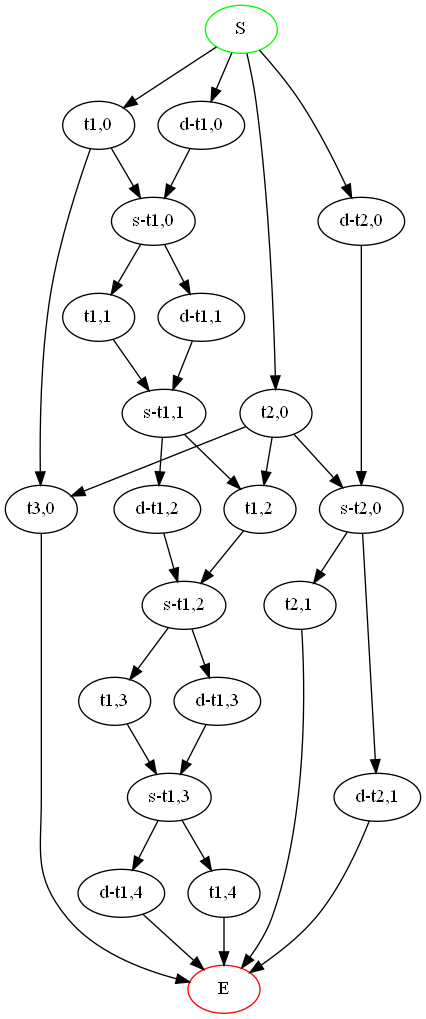 S
t1,0
d-t1,0
s-t1,0
d-t2,0
t1,1
d-t1,1
s-t1,1
t2,0
t3,0
d-t1,2
t1,2
s-t2,0
s-t1,2
t2,1
t1,3
d-t1,3
s-t1,3
d-t2,1
d-t1,4
t1,4
E